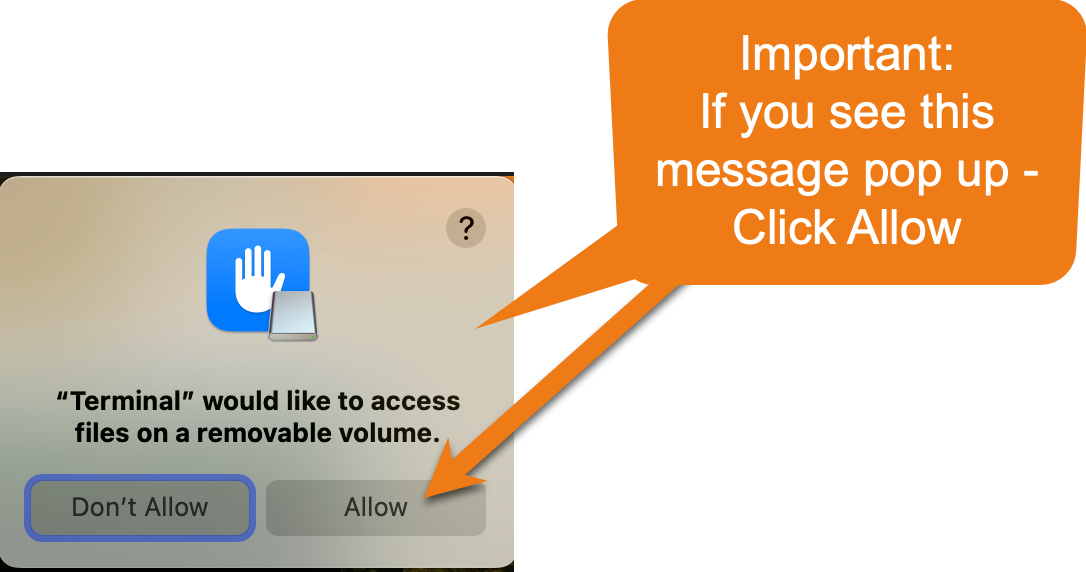 Important:
If you see this
message pop up -
Click Allow
?
“Terminal” would like to access
files on a removable volume.
Don’t Allow
Allow